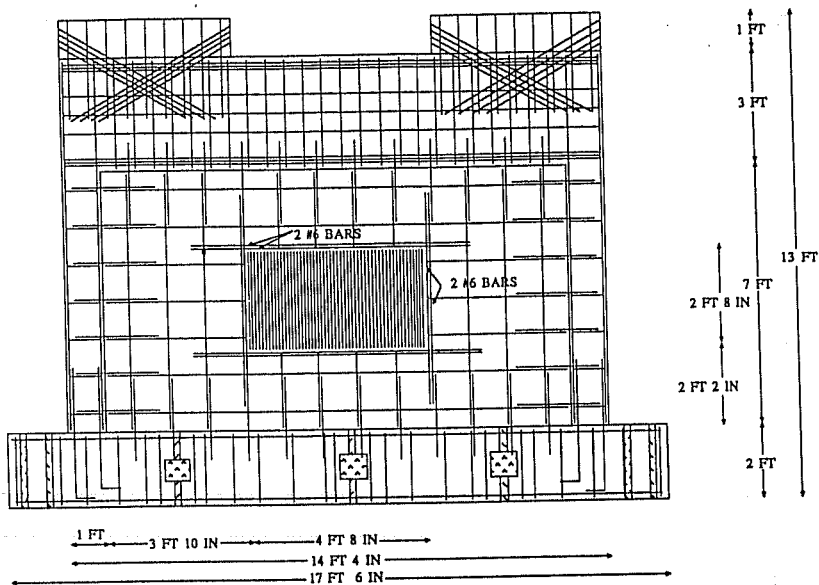 1 FT
3 FT
2 #6 BARS
13 FT
7 FT
2 #6 BARS
2 FT 8 IN
2 FT 2 IN
2 FT
1 FT
3 FT 10 IN
4 FT 8 IN
14 FT 4 IN
17 FT 6 IN